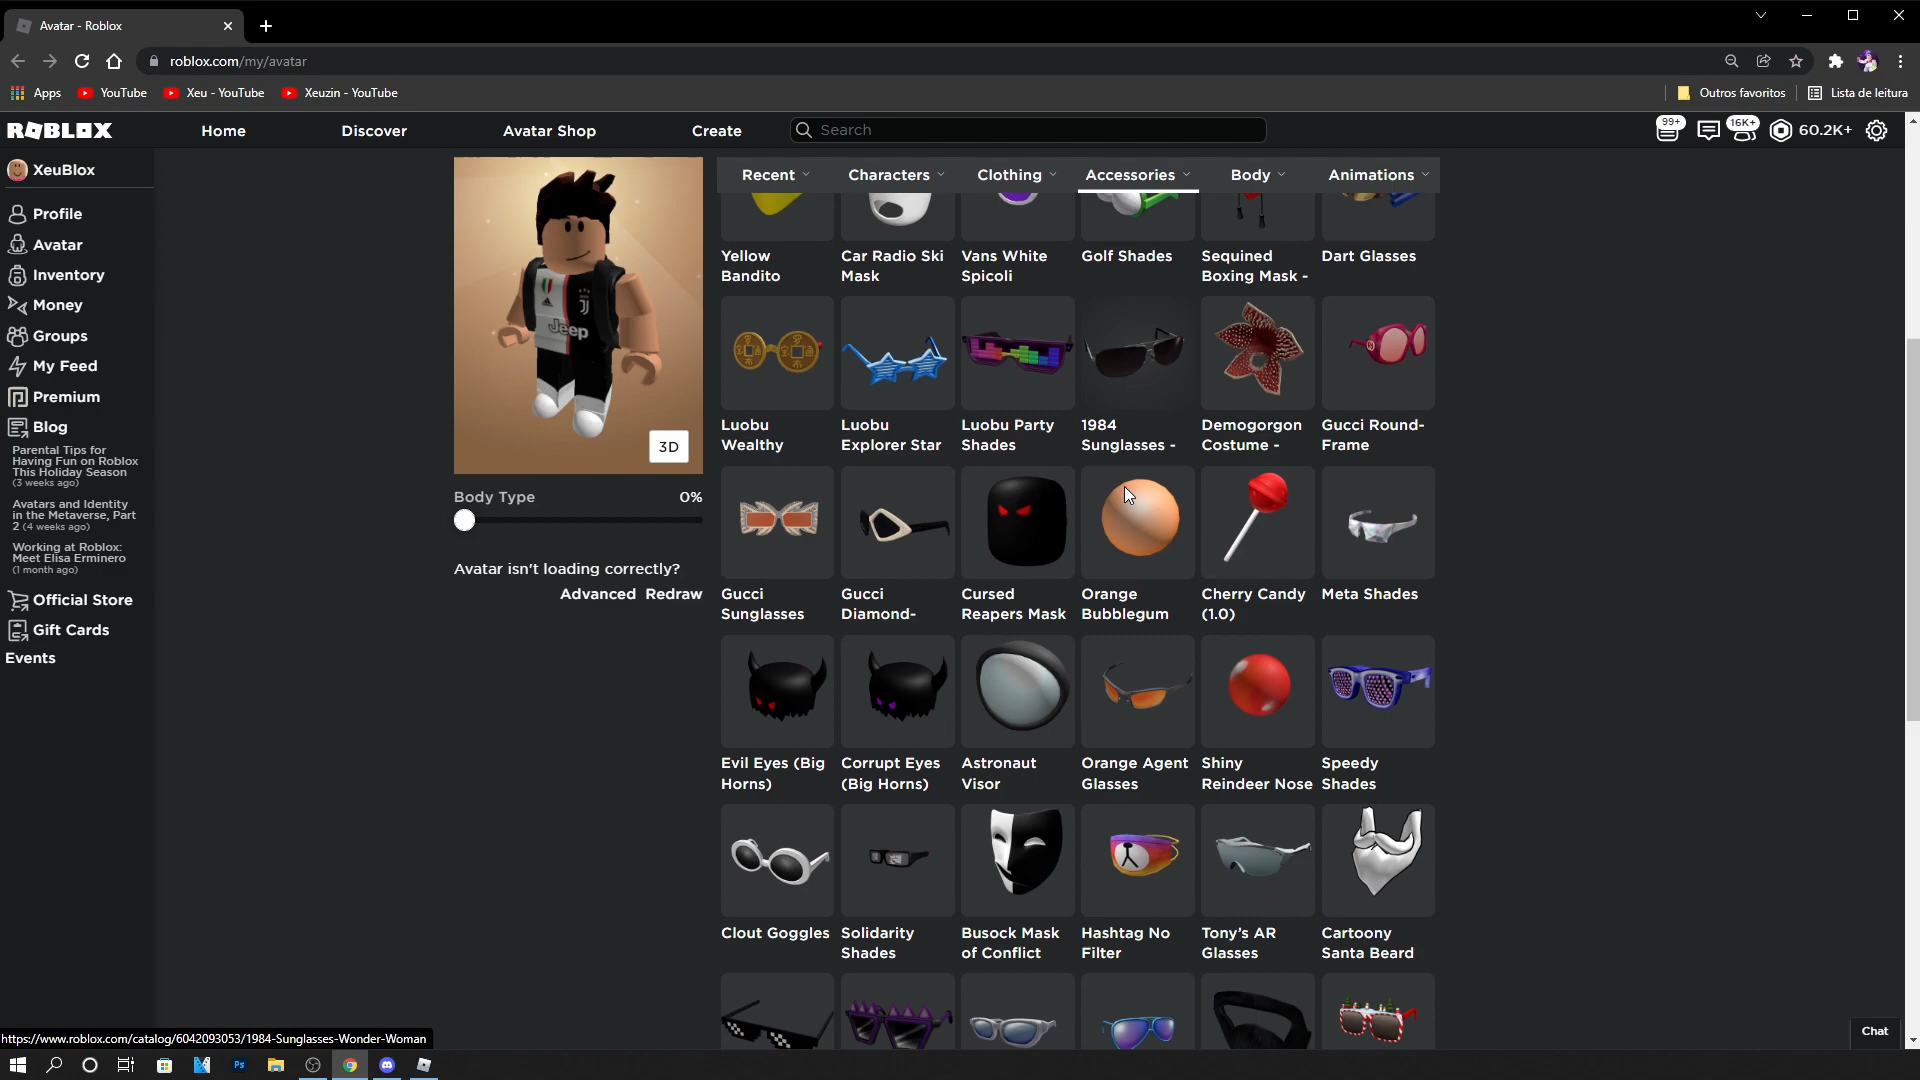 Avatar - Roblox
roblox.com/my/avatar
Apps
YouTube
Xeu - YouTube
Xeuzin - YouTube
Outros favoritos
Lista de leitura
ROBLOX
Home
Discover
Avatar Shop
Create
Search
99+
16K+
60.2K+
XeuBlox
Profile
Avatar
Inventory
Money
Groups
My Feed
Premium
Blog
Parental Tips for
Having Fun on Roblox
This Holiday Season
(3 weeks ago)
Avatars and Identity
in the Metaverse, Part
2 (4 weeks ago)
Working at Roblox:
Meet Elisa Erminero
(1 month ago)
Official Store
Gift Cards
Events
Jeep
3D
Body Type
0%
Avatar isn't loading correctly?
Advanced
Redraw
Recent
Characters
Clothing
Accessories
Body
Animations
Yellow
Bandito
Car Radio Ski
Mask
Vans White
Spicoli
Golf Shades
Sequined
Boxing Mask -
Dart Glasses
Luobu
Wealthy
Luobu
Explorer Star
Luobu Party
Shades
1984
Sunglasses -
Demogorgon
Costume -
Gucci Round-
Frame
Gucci
Sunglasses
Gucci
Diamond-
Cursed
Reapers Mask
Orange
Bubblegum
Cherry Candy
(1.0)
Meta Shades
Evil Eyes (Big
Horns)
Corrupt Eyes
(Big Horns)
Astronaut
Visor
Orange Agent
Glasses
Shiny
Reindeer Nose
Speedy
Shades
Clout Goggles
Solidarity
Shades
Busock Mask
of Conflict
Hashtag No
Filter
Tony's AR
Glasses
Cartoony
Santa Beard
Chat
https://www.roblox.com/catalog/6042093053/1984-Sunglasses-Wonder-Woman
Ps